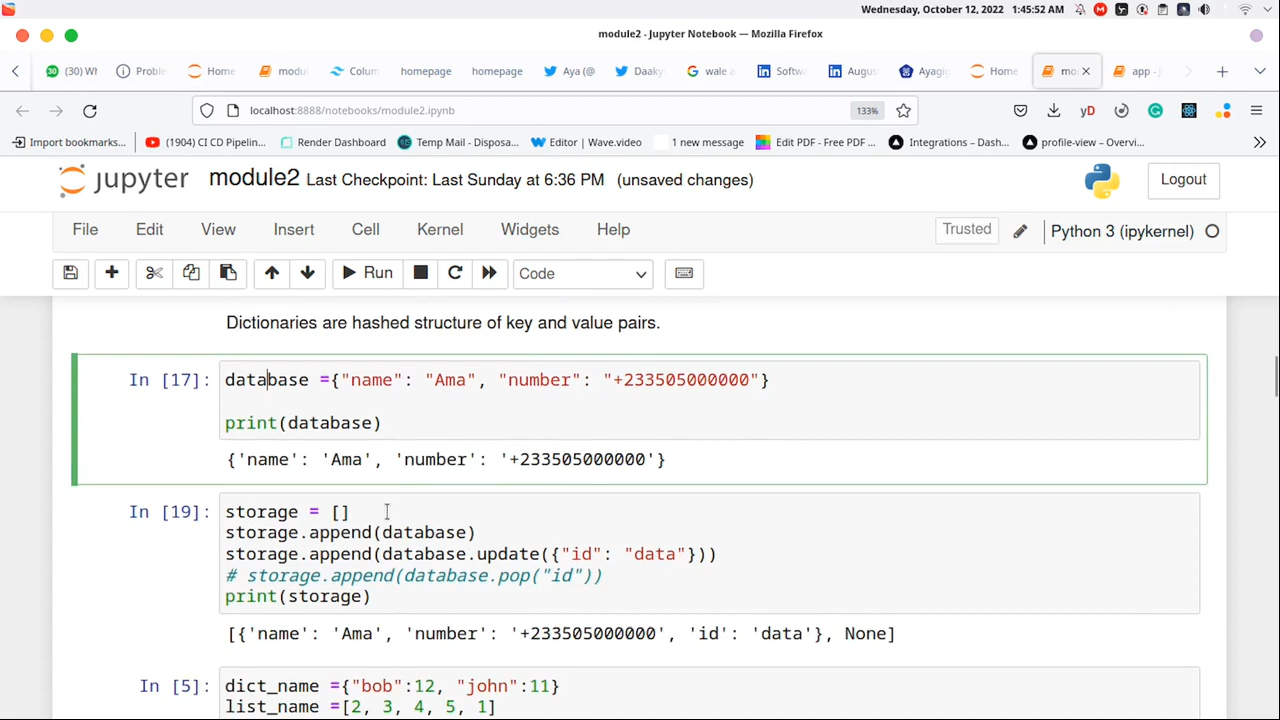 Wednesday, October 12, 2022 1:45:52 AM
module2 - Jupyter Notebook — Mozilla Firefox
30 (30) Wh
Proble
Home
modu
Colum
homepage
homepage
Aya (@
Daaky
wale a
Softw
Augus
Ayagig
Home
mo
app - J
localhost:8888/notebooks/module2.ipynb
133%
yD
Import bookmarks...
(1904) CI CD Pipelin...
Render Dashboard
Temp Mail - Disposa...
Editor | Wave.video
1 new message
Edit PDF - Free PDF ...
Integrations – Dash...
profile-view – Overvi...
jupyter module2 Last Checkpoint: Last Sunday at 6:36 PM (unsaved changes)
Logout
File Edit View Insert Cell Kernel Widgets Help
Trusted
Python 3 (ipykernel)
Run
Code
Dictionaries are hashed structure of key and value pairs.
In [17]: database ={"name": "Ama", "number": "+233505000000"}
print(database)
{'name': 'Ama', 'number': '+233505000000'}
In [19]: storage = []
storage.append(database)
storage.append(database.update({"id": "data"}))
# storage.append(database.pop("id"))
print(storage)
[{'name': 'Ama', 'number': '+233505000000', 'id': 'data'}, None]
In [5]: dict_name ={"bob":12, "john":11}
list_name =[2, 3, 4, 5, 1]